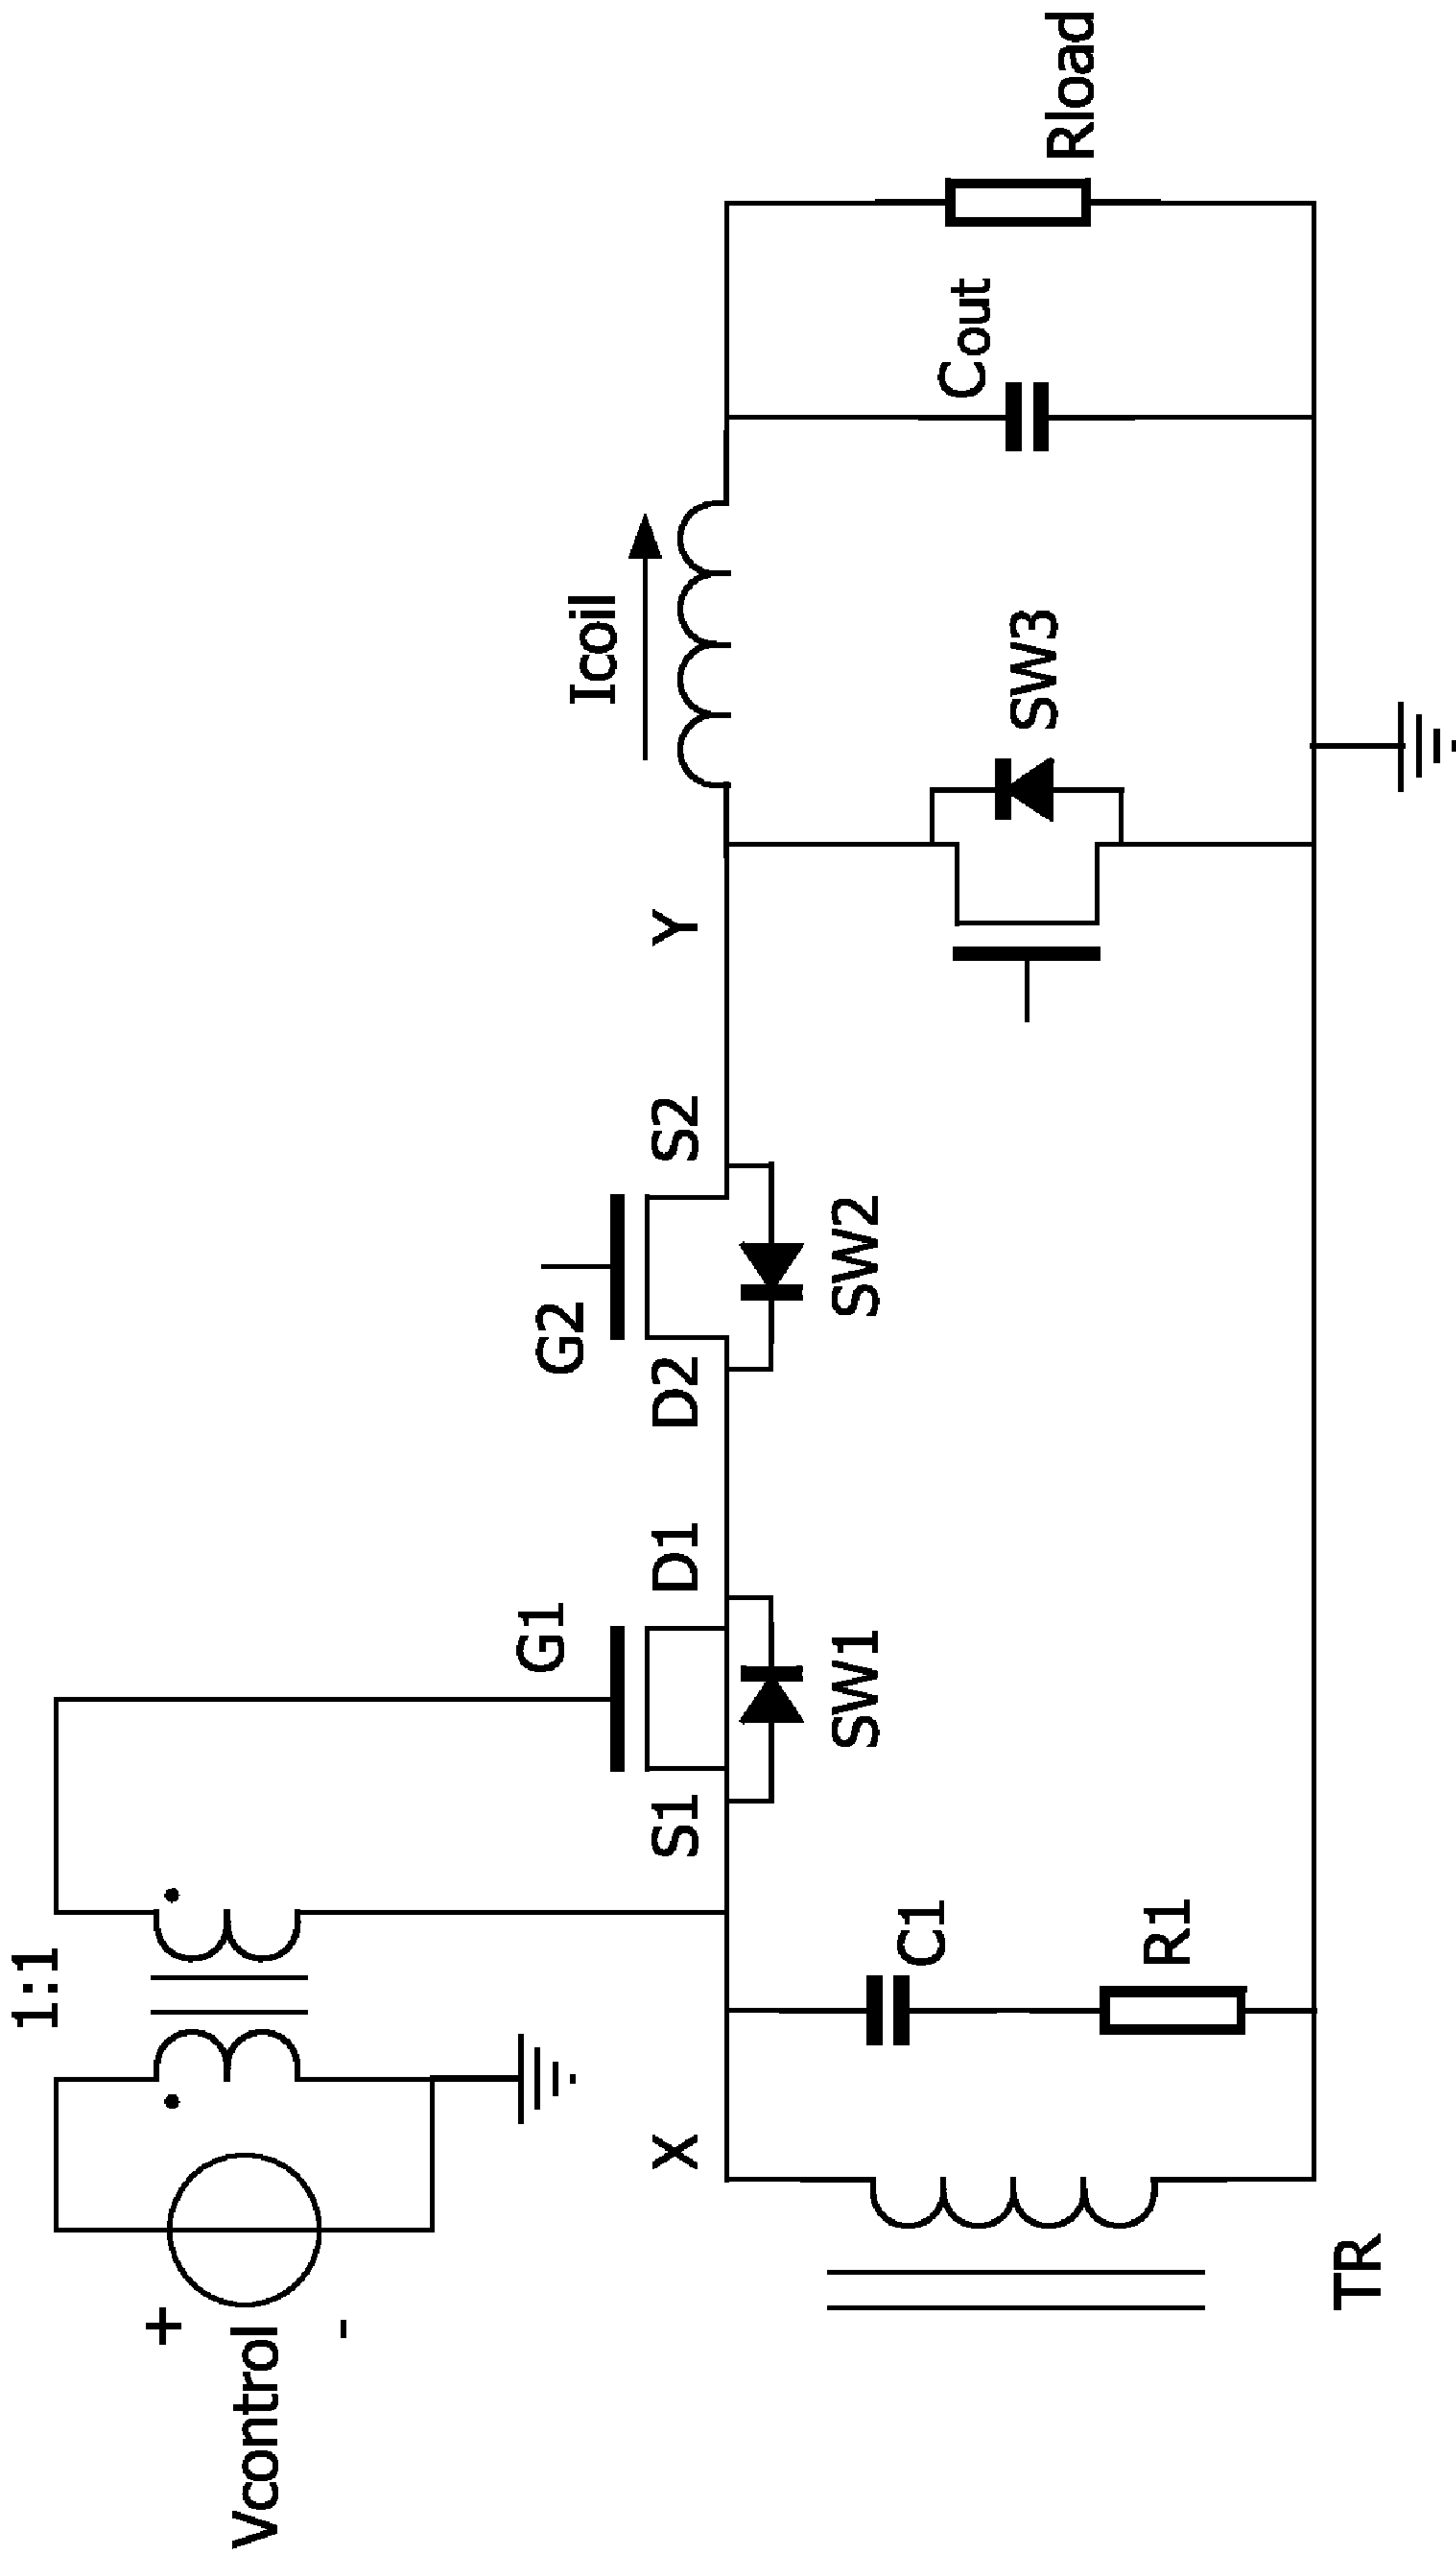 1:1
+
Vcontrol
-
G1
G2
Icoil
X
S1
D1
D2
S2
Y
SW1
SW2
C1
R1
SW3
Cout
Rload
TR